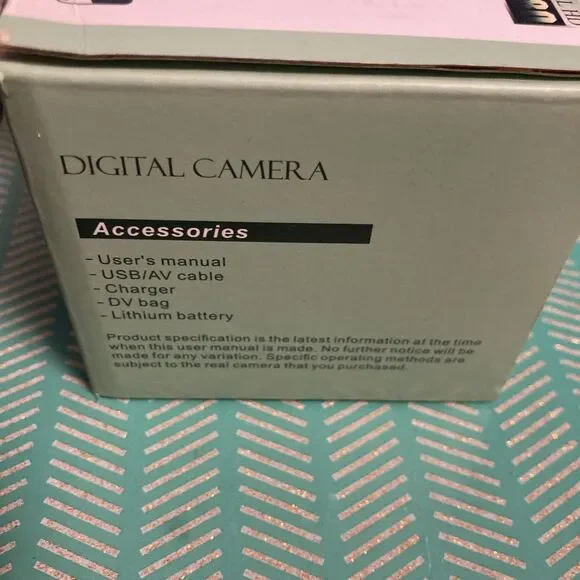 DIGITAL CAMERA
Accessories
- User's manual
- USB/AV cable
- Charger
- DV bag
- Lithium battery
Product specification is the latest information at the time
when this user manual is made. No further notice will be
made for any variation. Specific operating methods are
subject to the real camera that you purchased.